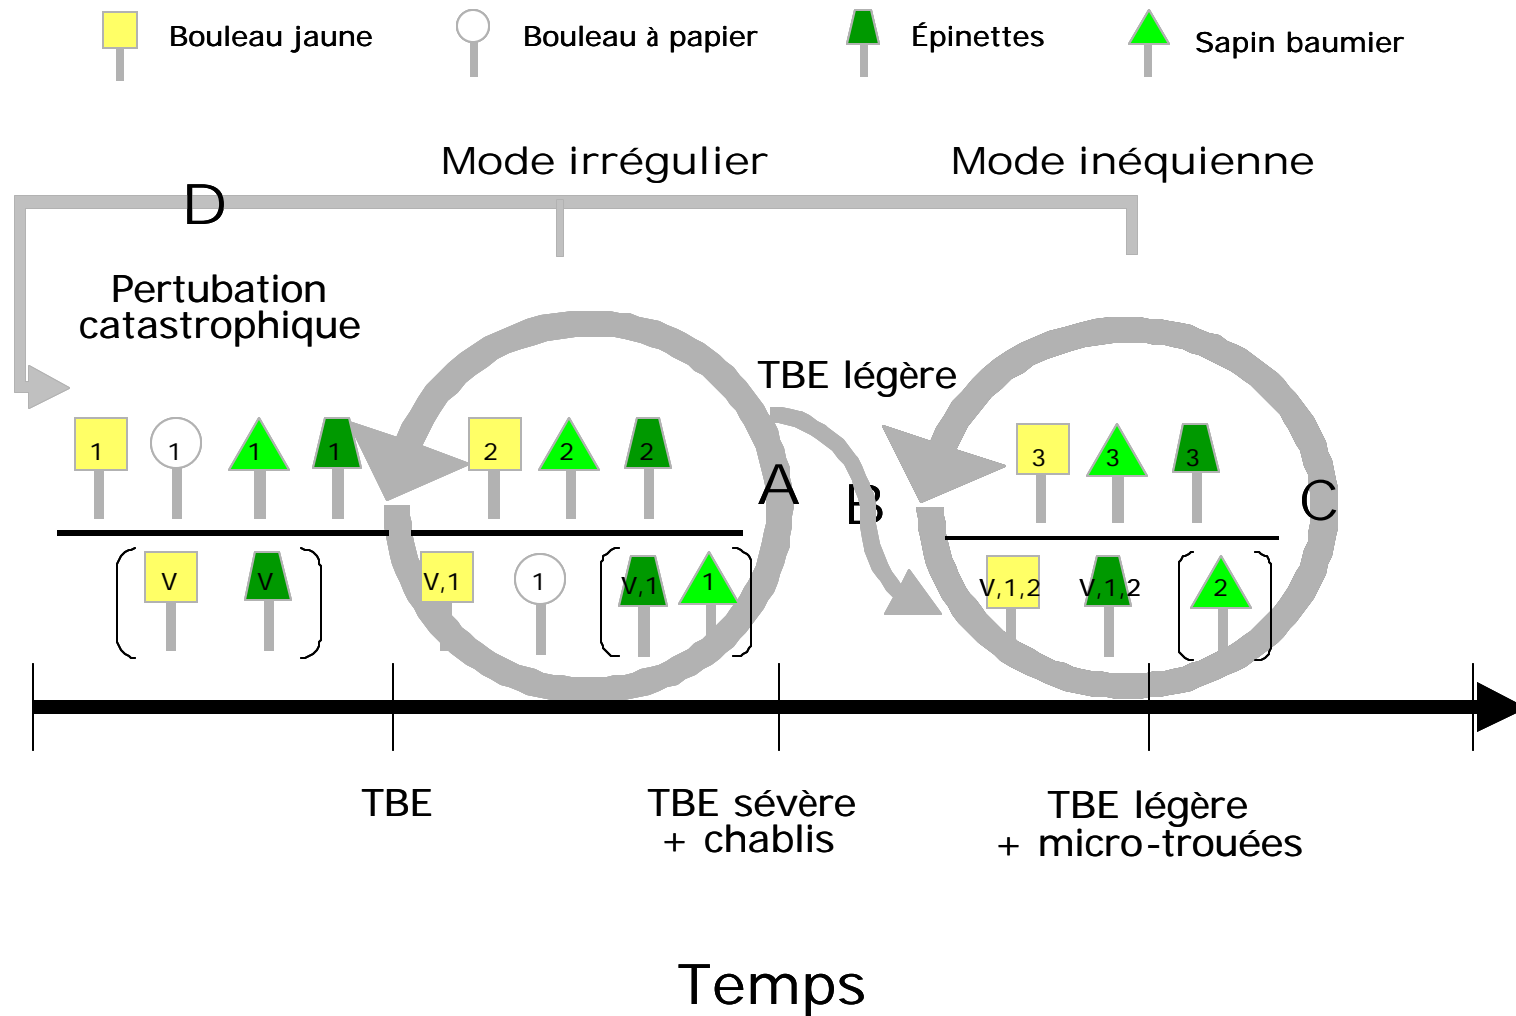 Bouleau jaune
Bouleau à papier
Épinettes
Sapin baumier
Mode irrégulier
Mode inéquienne
D
Pertubation
catastrophique
TBE légère
1 1 1 1
2 2 2
A
B
3 3 3
C
V V
V,1 1 V,1 1
V,1,2 V,1,2 2
TBE
TBE sévère
+ chablis
TBE légère
+ micro-trouées
Temps